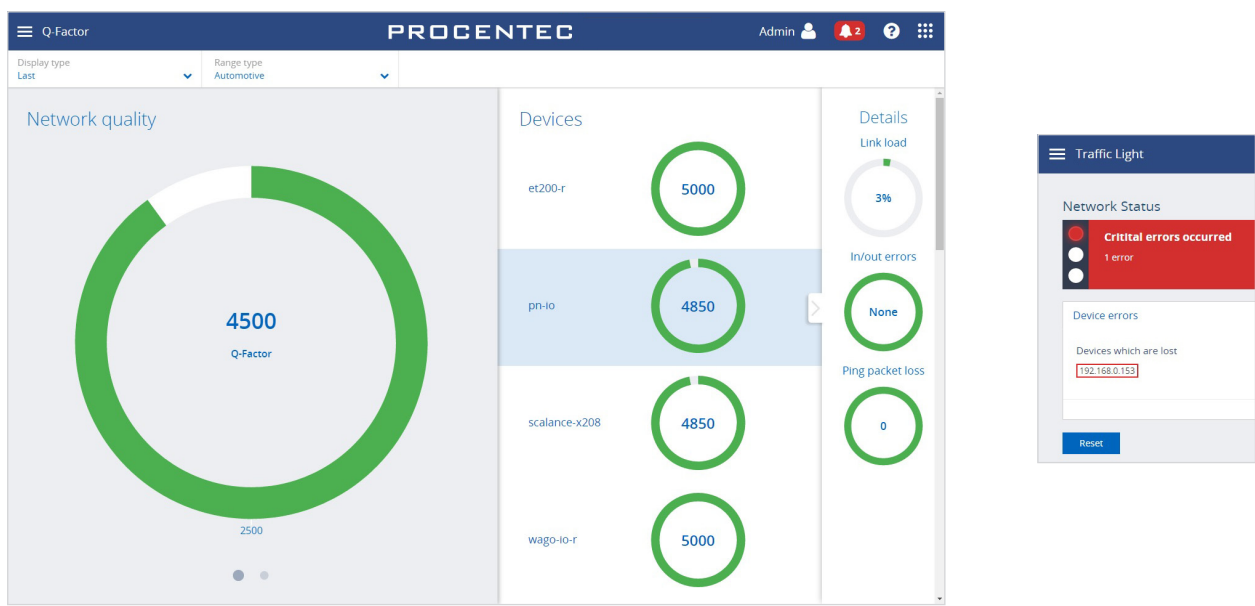 Q-Factor
PROCENTEC
Admin
2
?
Display type
Last
Range type
Automotive
Network quality
4500
Q-Factor
2500
Devices
et200-r
5000
pn-io
4850
scalance-x208
4850
wago-io-r
5000
Details
Link load
3%
In/out errors
None
Ping packet loss
0
Traffic Light
Network Status
Critital errors occurred
1 error
Device errors
Devices which are lost
192.168.0.153
Reset